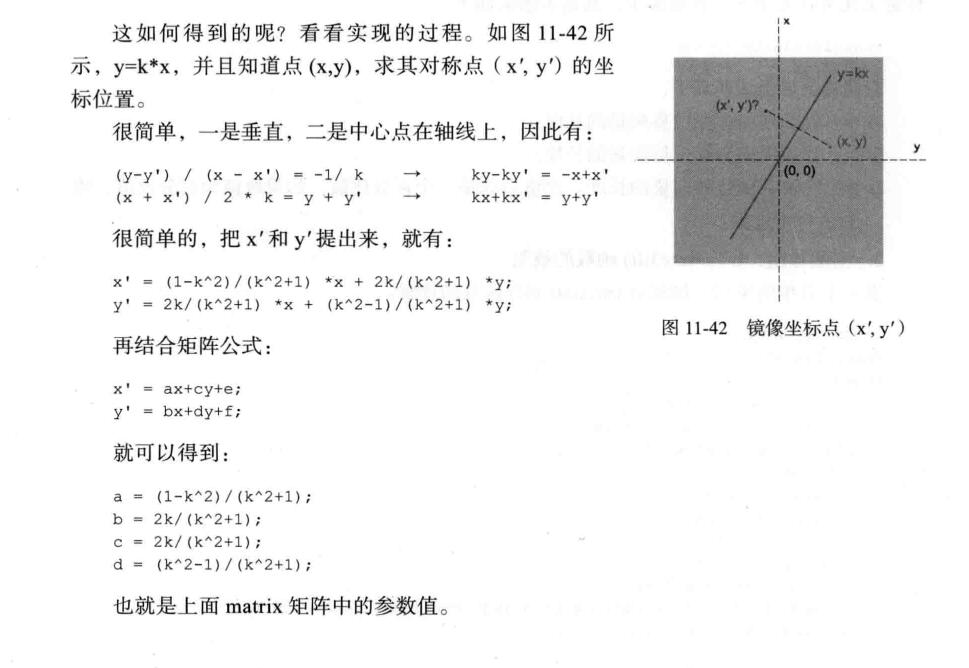 这如何得到的呢？看看实现的过程。如图 11-42 所
示，y=k*x，并且知道点 (x,y)，求其对称点（x′, y′）的坐
标位置。
很简单，一是垂直，二是中心点在轴线上，因此有：
(y-y') / (x - x') = -1/ k → ky-ky' = -x+x'
(x + x') / 2 * k = y + y' → kx+kx' = y+y'
很简单的，把 x′和 y′提出来，就有：
x' = (1-k^2)/(k^2+1) *x + 2k/(k^2+1) *y;
y' = 2k/(k^2+1) *x + (k^2-1)/(k^2+1) *y;
再结合矩阵公式：
x' = ax+cy+e;
y' = bx+dy+f;
就可以得到：
a = (1-k^2)/(k^2+1);
b = 2k/(k^2+1);
c = 2k/(k^2+1);
d = (k^2-1)/(k^2+1);
也就是上面 matrix 矩阵中的参数值。
x
y=kx
(x', y')?
(x, y)
y
(0, 0)
图 11-42 镜像坐标点（x′, y′）